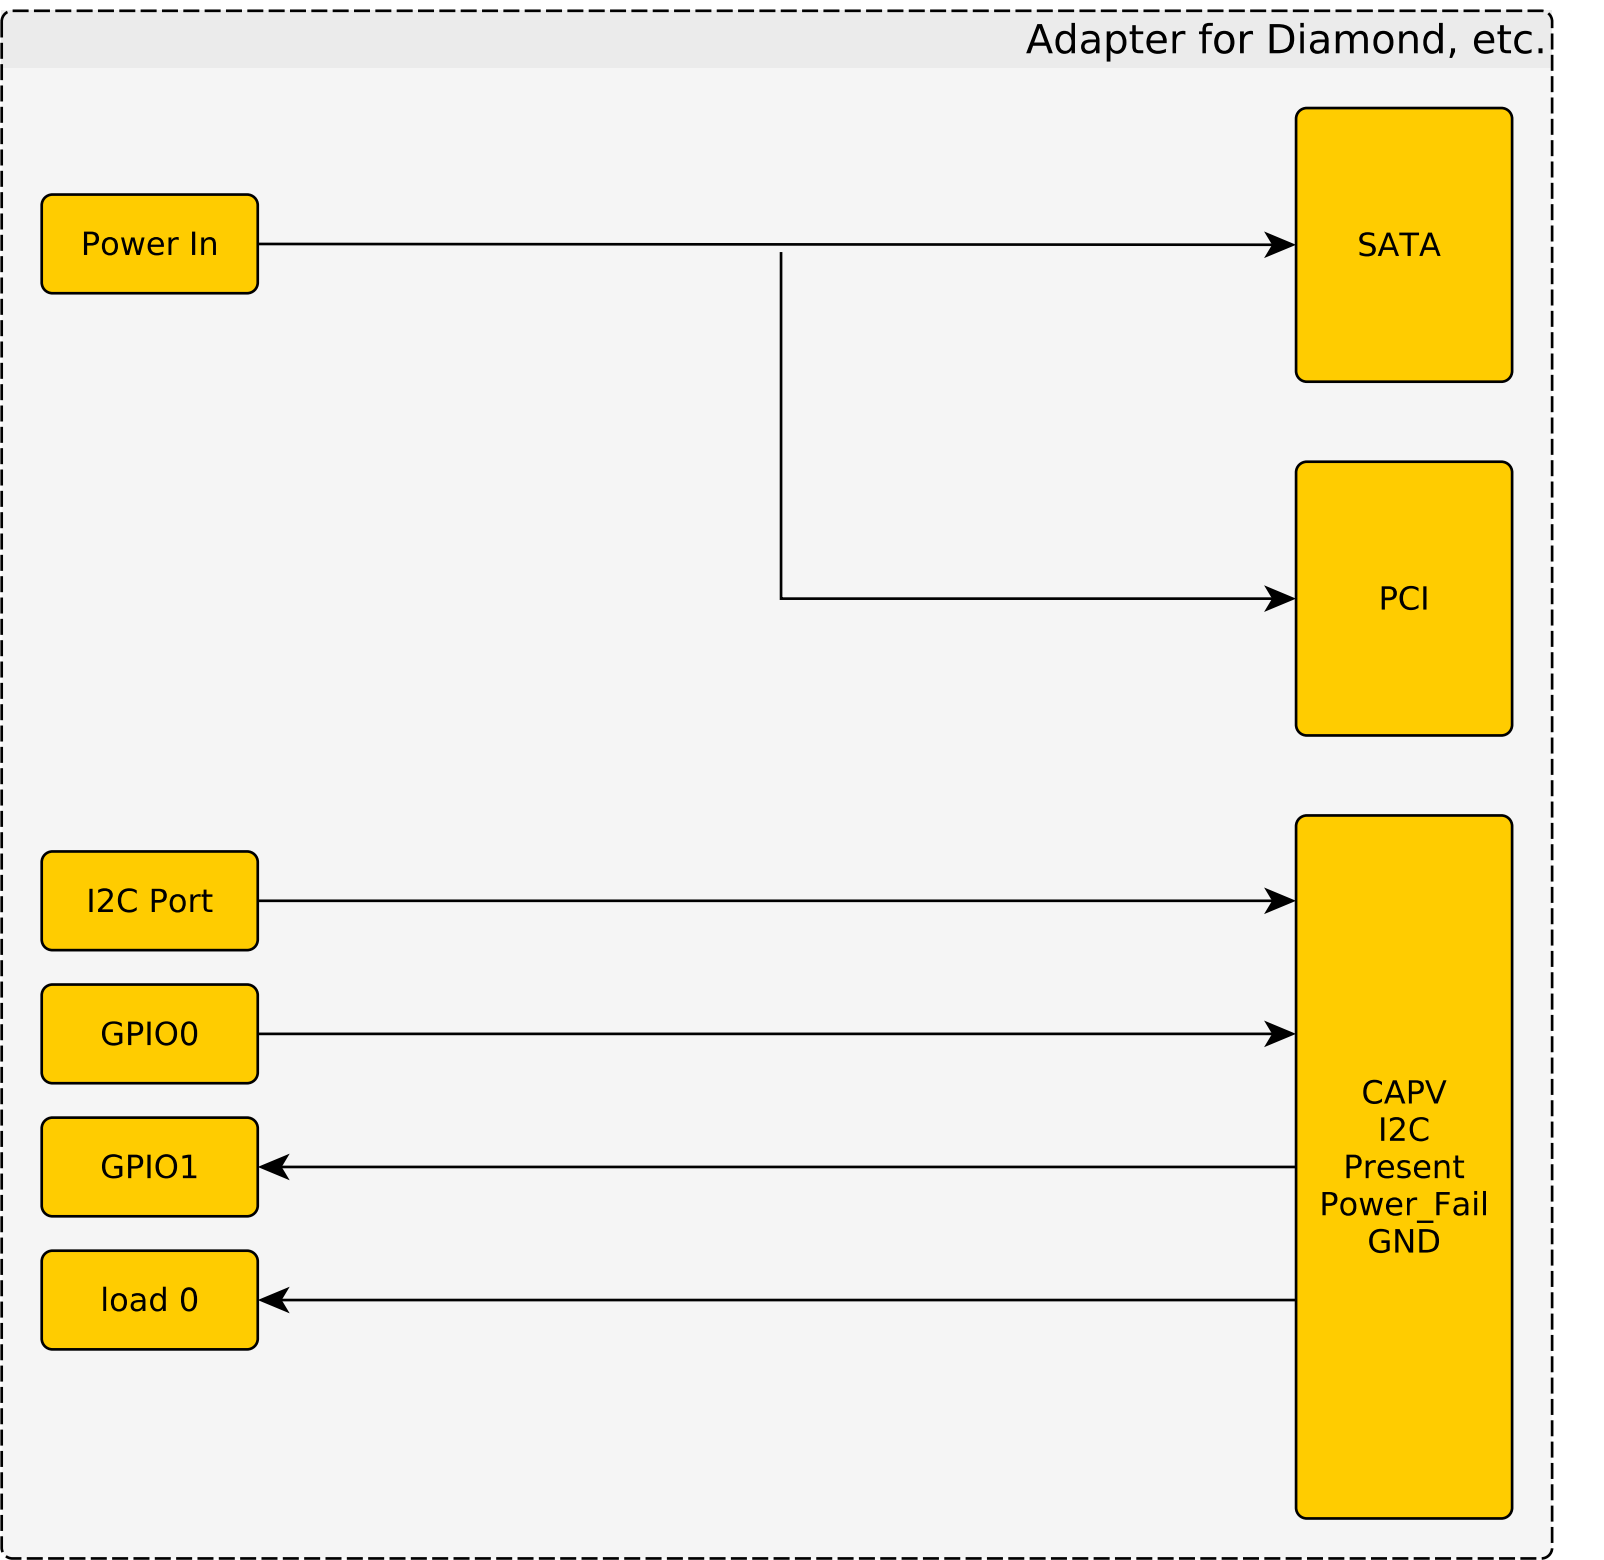 Adapter for Diamond, etc.
Power In
SATA
PCI
I2C Port
GPIO0
GPIO1
load 0
CAPV
I2C
Present
Power_Fail
GND